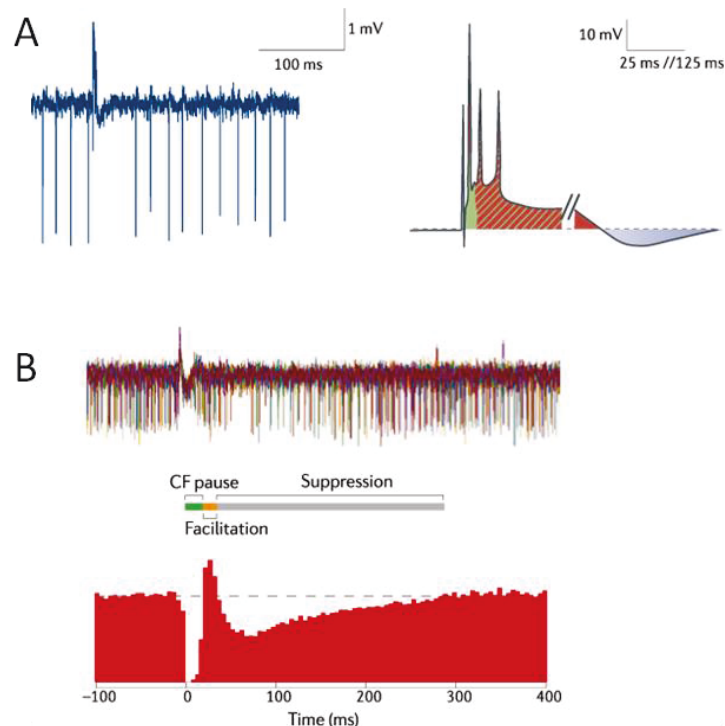 A
1 mV
100 ms
10 mV
25 ms //125 ms
B
CF pause
Suppression
Facilitation
−100 0 100 200 300 400
Time (ms)